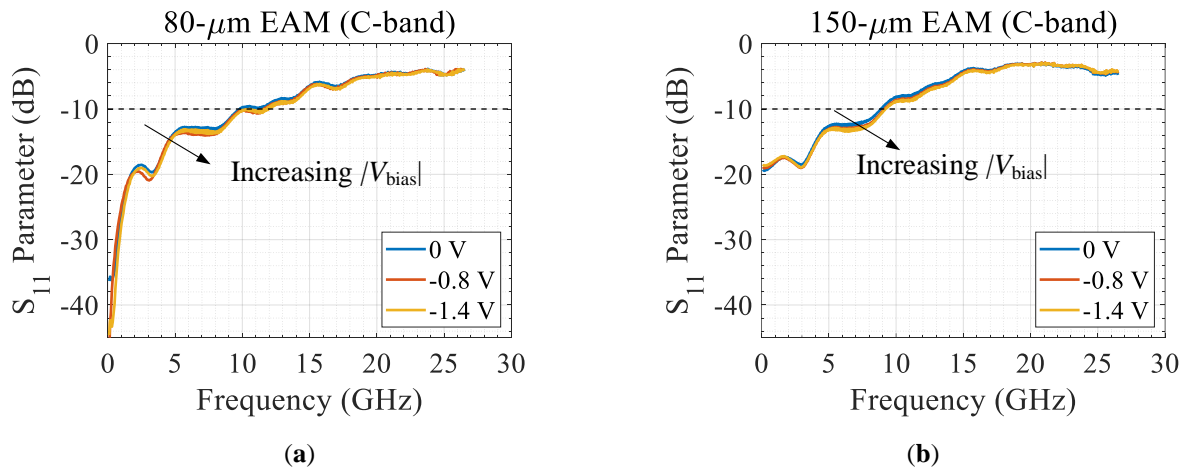 80-μm EAM (C-band)
S11 Parameter (dB)
0
-10
-20
-30
-40
Increasing |Vbias|
0 V
-0.8 V
-1.4 V
0 5 10 15 20 25 30
Frequency (GHz)
(a)
150-μm EAM (C-band)
S11 Parameter (dB)
0
-10
-20
-30
-40
Increasing |Vbias|
0 V
-0.8 V
-1.4 V
0 5 10 15 20 25 30
Frequency (GHz)
(b)